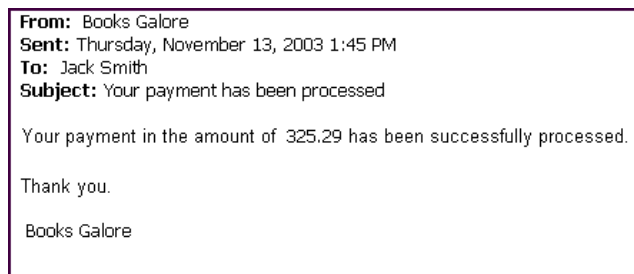 From: Books Galore
Sent: Thursday, November 13, 2003 1:45 PM
To: Jack Smith
Subject: Your payment has been processed
Your payment in the amount of 325.29 has been successfully processed.
Thank you.
Books Galore